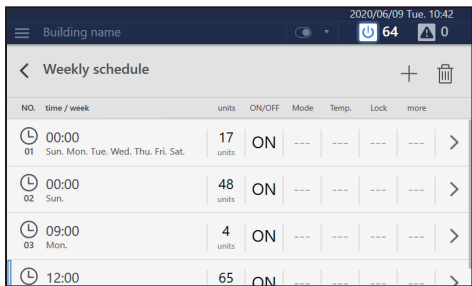 2020/06/09 Tue. 10:42
Building name 64 0
Weekly schedule
NO. time / week units ON/OFF Mode Temp. Lock more
00:00 17 ON --- --- --- ---
01 Sun. Mon. Tue. Wed. Thu. Fri. Sat. units
00:00 48 ON --- --- --- ---
02 Sun. units
09:00 4 ON --- --- --- ---
03 Mon. units
12:00 65 ON --- --- --- ---